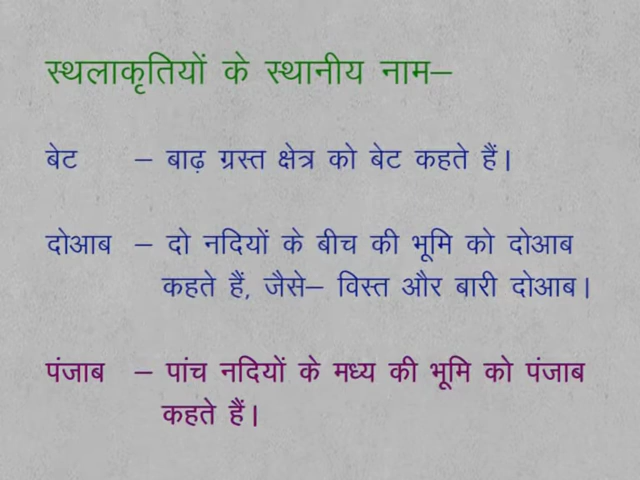 स्थलाकृतियों के स्थानीय नाम–
बेट – बाढ़ ग्रस्त क्षेत्र को बेट कहते हैं।
दोआब – दो नदियों के बीच की भूमि को दोआब
कहते हैं, जैसे– विस्त और बारी दोआब।
पंजाब – पांच नदियों के मध्य की भूमि को पंजाब
कहते हैं।